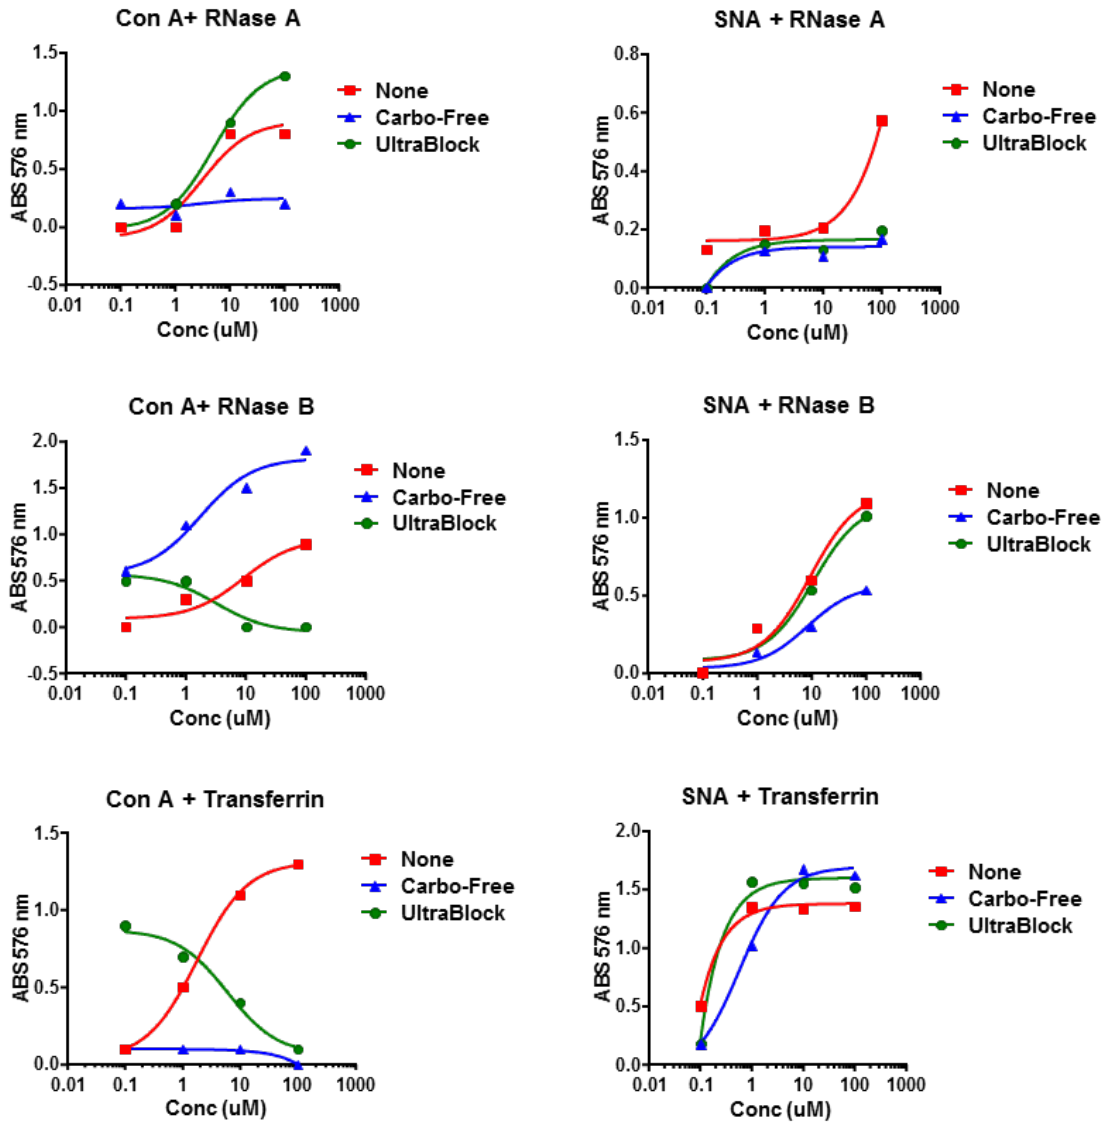 Con A+ RNase A
1.5
1.0
0.5
0.0
-0.5
ABS 576 nm
0.01 0.1 1 10 100 1000
Conc (uM)
None
Carbo-Free
UltraBlock
SNA + RNase A
0.8
0.6
0.4
0.2
0.0
ABS 576 nm
0.01 0.1 1 10 100 1000
Conc (uM)
None
Carbo-Free
UltraBlock
Con A+ RNase B
2.0
1.5
1.0
0.5
0.0
-0.5
ABS 576 nm
0.01 0.1 1 10 100 1000
Conc (uM)
None
Carbo-Free
UltraBlock
SNA + RNase B
1.5
1.0
0.5
0.0
ABS 576 nm
0.01 0.1 1 10 100 1000
Conc (uM)
None
Carbo-Free
UltraBlock
Con A + Transferrin
1.5
1.0
0.5
0.0
ABS 576 nm
0.01 0.1 1 10 100 1000
Conc (uM)
None
Carbo-Free
UltraBlock
SNA + Transferrin
2.0
1.5
1.0
0.5
0.0
ABS 576 nm
0.01 0.1 1 10 100 1000
Conc (uM)
None
Carbo-Free
UltraBlock